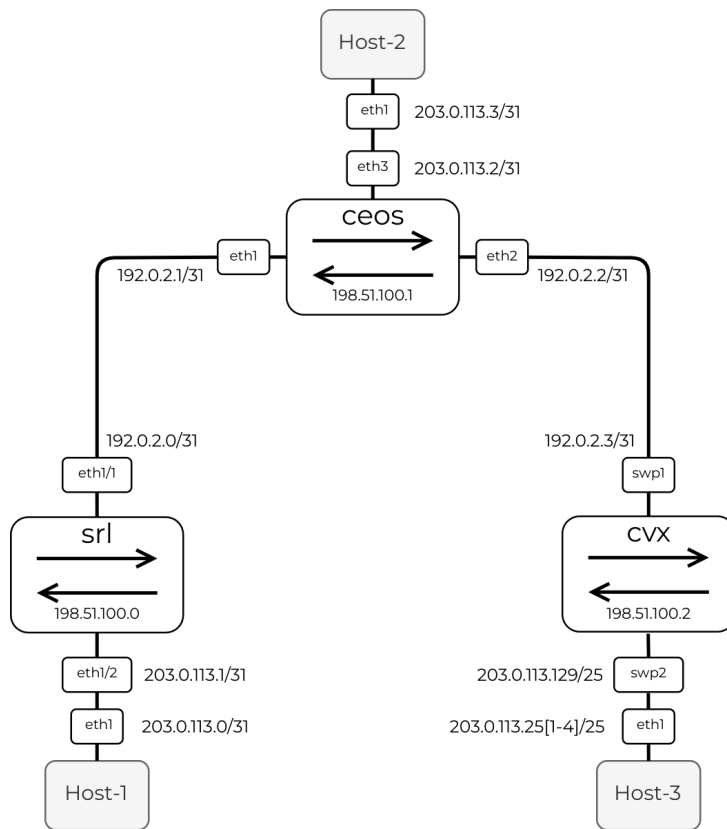 Host-2
eth1 203.0.113.3/31
eth3 203.0.113.2/31
ceos
eth1
eth2
192.0.2.1/31
192.0.2.2/31
198.51.100.1
192.0.2.0/31
192.0.2.3/31
eth1/1
swp1
srl
cvx
198.51.100.0
198.51.100.2
eth1/2 203.0.113.1/31
203.0.113.129/25 swp2
eth1 203.0.113.0/31
203.0.113.25[1-4]/25 eth1
Host-1
Host-3